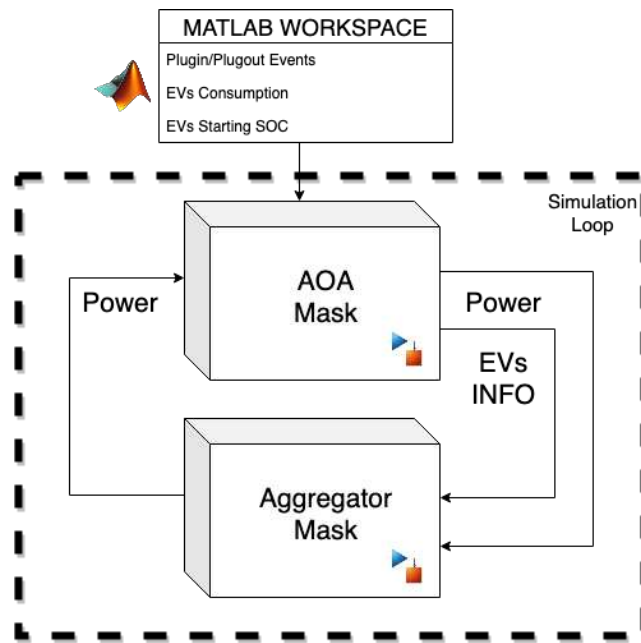 MATLAB WORKSPACE
Plugin/Plugout Events
EVs Consumption
EVs Starting SOC
Simulation
Loop
AOA
Mask
Power
Power
EVs
INFO
Aggregator
Mask